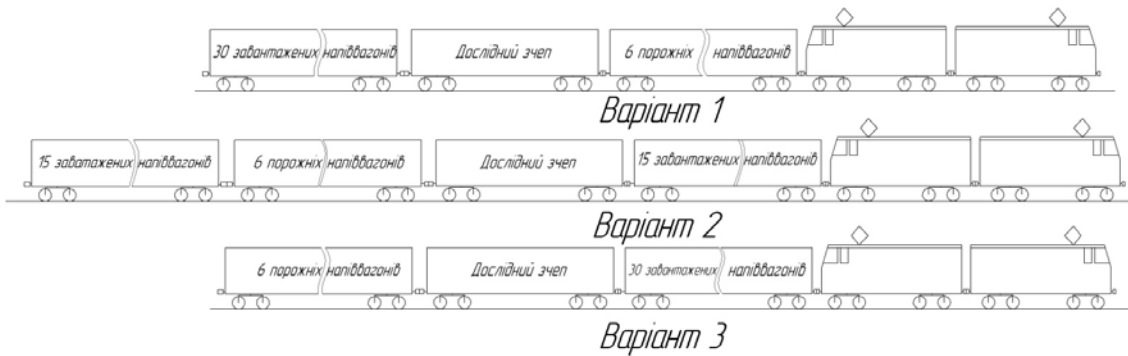 30 завантажених напіввагонів Дослідний зчеп 6 порожніх напіввагонів
Варіант 1
15 заватажених напіввагонів 6 порожніх напіввагонів Дослідний зчеп 15 завантажених напіввагонів
Варіант 2
6 порожніх напіввагонів Дослідний зчеп 30 завантажених напіввагонів
Варіант 3